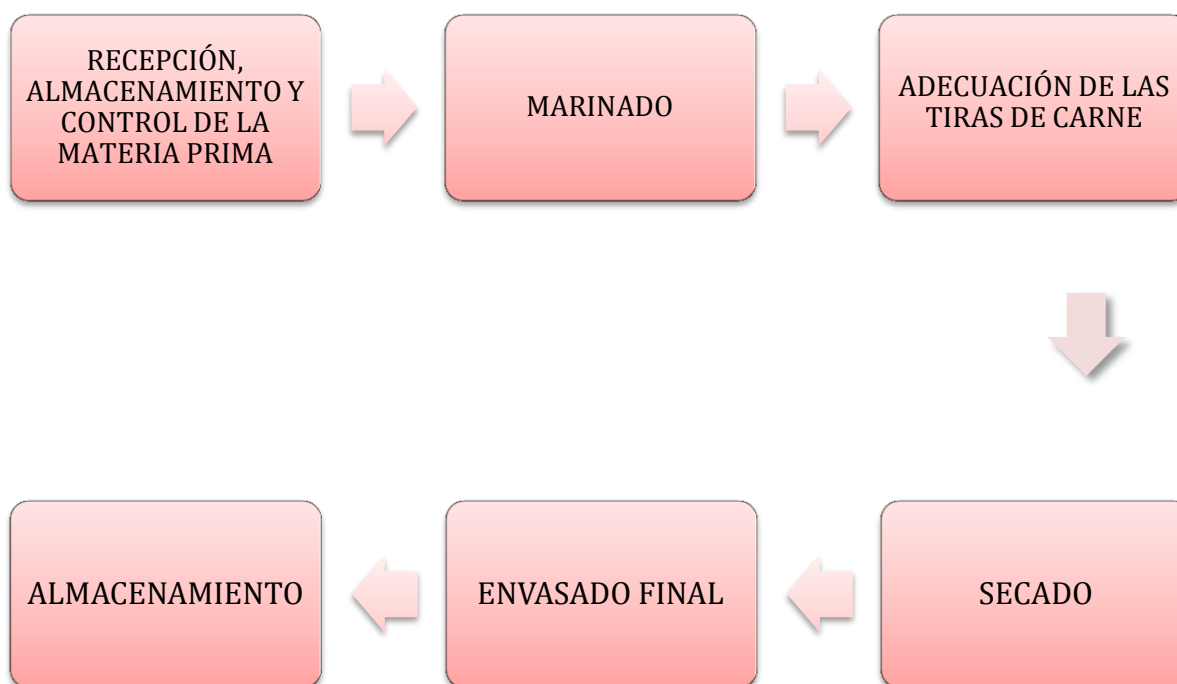 RECEPCIÓN,
ALMACENAMIENTO Y
CONTROL DE LA
MATERIA PRIMA
MARINADO
ADECUACIÓN DE LAS
TIRAS DE CARNE
SECADO
ENVASADO FINAL
ALMACENAMIENTO